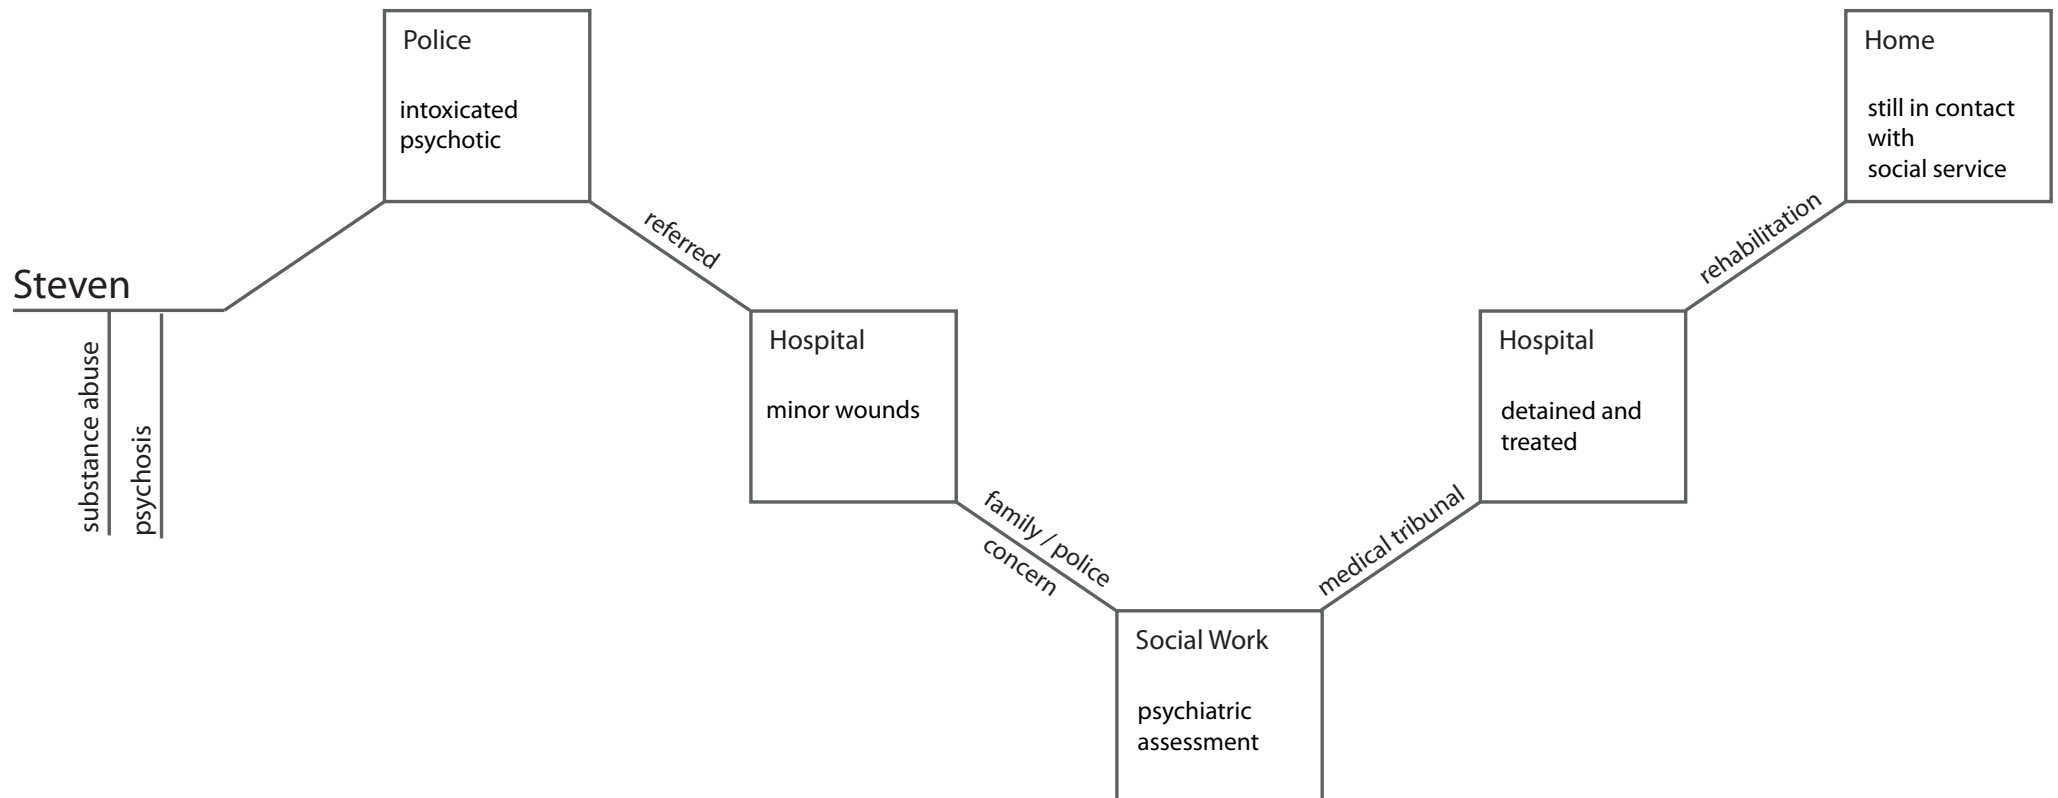 Steven
substance abuse
psychosis
Police
intoxicated
psychotic
referred
Hospital
minor wounds
family / police
concern
Social Work
psychiatric
assessment
medical tribunal
Hospital
detained and
treated
rehabilitation
Home
still in contact
with
social service